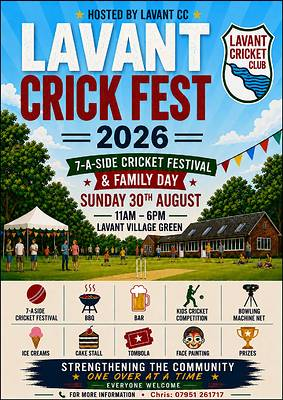 ★ HOSTED BY LAVANT CC ★
LAVANT
CRICK FEST
2026
LAVANT
CRICKET
CLUB
7-A-SIDE CRICKET FESTIVAL
★ & FAMILY DAY ★
SUNDAY 30TH AUGUST
11AM – 6PM
LAVANT VILLAGE GREEN
7-A-SIDE
CRICKET FESTIVAL
BBQ
BAR
KIDS CRICKET
COMPETITION
BOWLING
MACHINE NET
ICE CREAMS
CAKE STALL
TOMBOLA
FACE PAINTING
PRIZES
STRENGTHENING THE COMMUNITY
ONE OVER AT A TIME
EVERYONE WELCOME
FOR MORE INFORMATION • Chris: 07951 261717